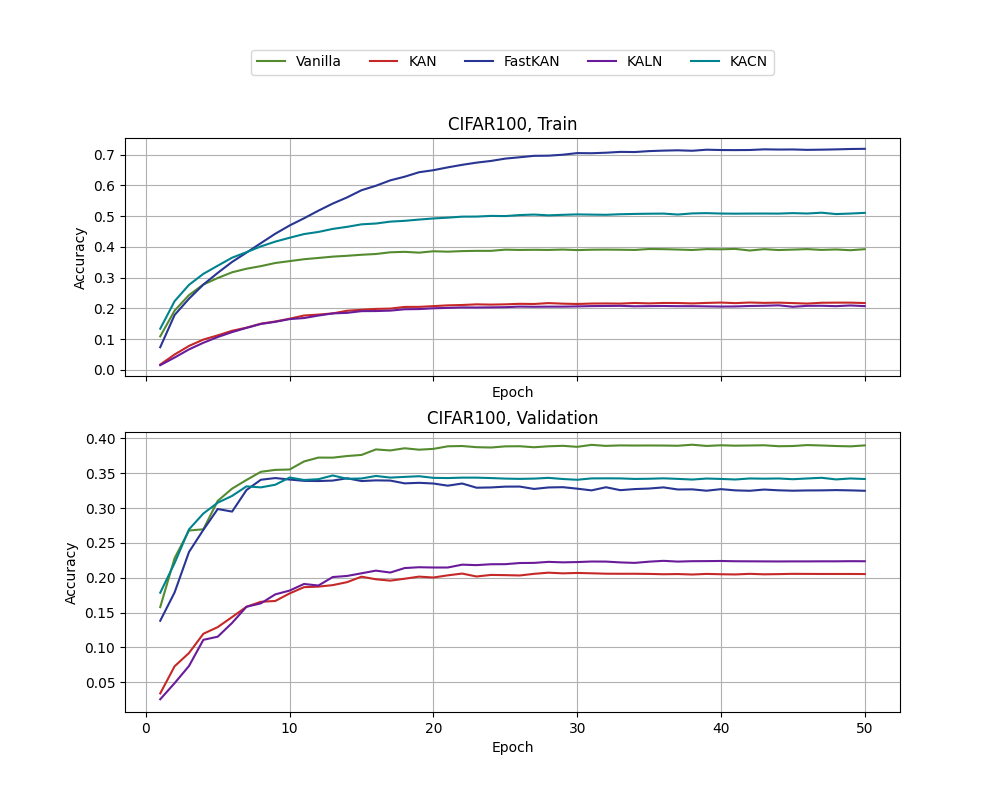 Vanilla KAN FastKAN KALN KACN
CIFAR100, Train
Accuracy
0.7
0.6
0.5
0.4
0.3
0.2
0.1
0.0
Epoch
CIFAR100, Validation
Accuracy
0.40
0.35
0.30
0.25
0.20
0.15
0.10
0.05
0 10 20 30 40 50
Epoch